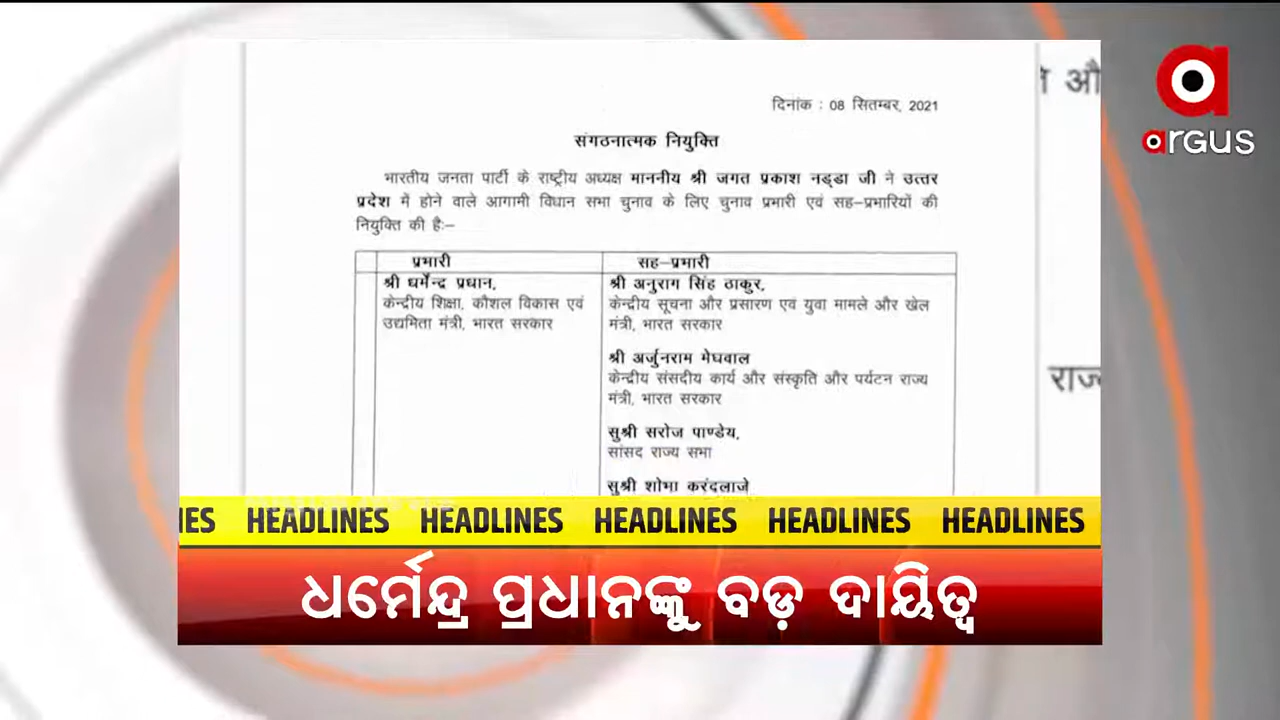 दिनांक : 08 सितम्बर, 2021
संगठनात्मक नियुक्ति
भारतीय जनता पार्टी के राष्ट्रीय अध्यक्ष माननीय श्री जगत प्रकाश नड्डा जी ने उत्तर
प्रदेश में होने वाले आगामी विधान सभा चुनाव के लिए चुनाव प्रभारी एवं सह-प्रभारियों की
नियुक्ति की है:-
प्रभारी
सह-प्रभारी
श्री धर्मेन्द्र प्रधान,
केन्द्रीय शिक्षा, कौशल विकास एवं
उद्यमिता मंत्री, भारत सरकार
श्री अनुराग सिंह ठाकुर,
केन्द्रीय सूचना और प्रसारण एवं युवा मामले और खेल
मंत्री, भारत सरकार
श्री अर्जुनराम मेघवाल
केन्द्रीय संसदीय कार्य और संस्कृति और पर्यटन राज्य
मंत्री, भारत सरकार
सुश्री सरोज पाण्डेय,
सांसद राज्य सभा
सुश्री शोभा करंदलाजे
argus
HEADLINES HEADLINES HEADLINES HEADLINES HEADLINES
ଧର୍ମେନ୍ଦ୍ର ପ୍ରଧାନଙ୍କୁ ବଡ଼ ଦାୟିତ୍ୱ